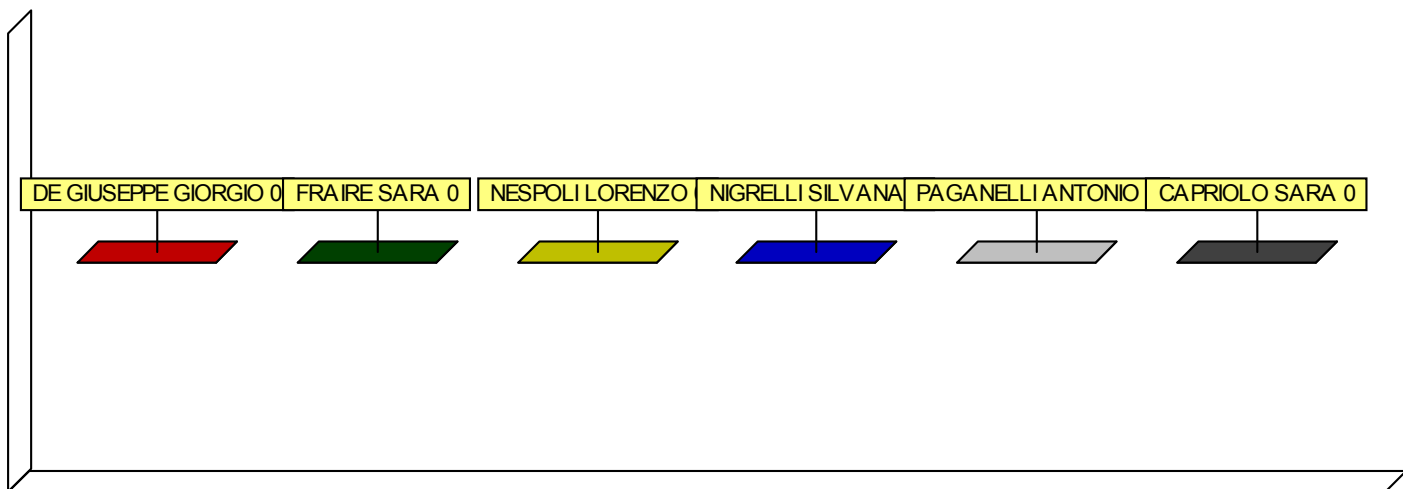 DE GIUSEPPE GIORGIO 0
FRAIRE SARA 0
NESPOLI LORENZO
NIGRELLI SILVANA
PAGANELLI ANTONIO
CAPRIOLO SARA 0